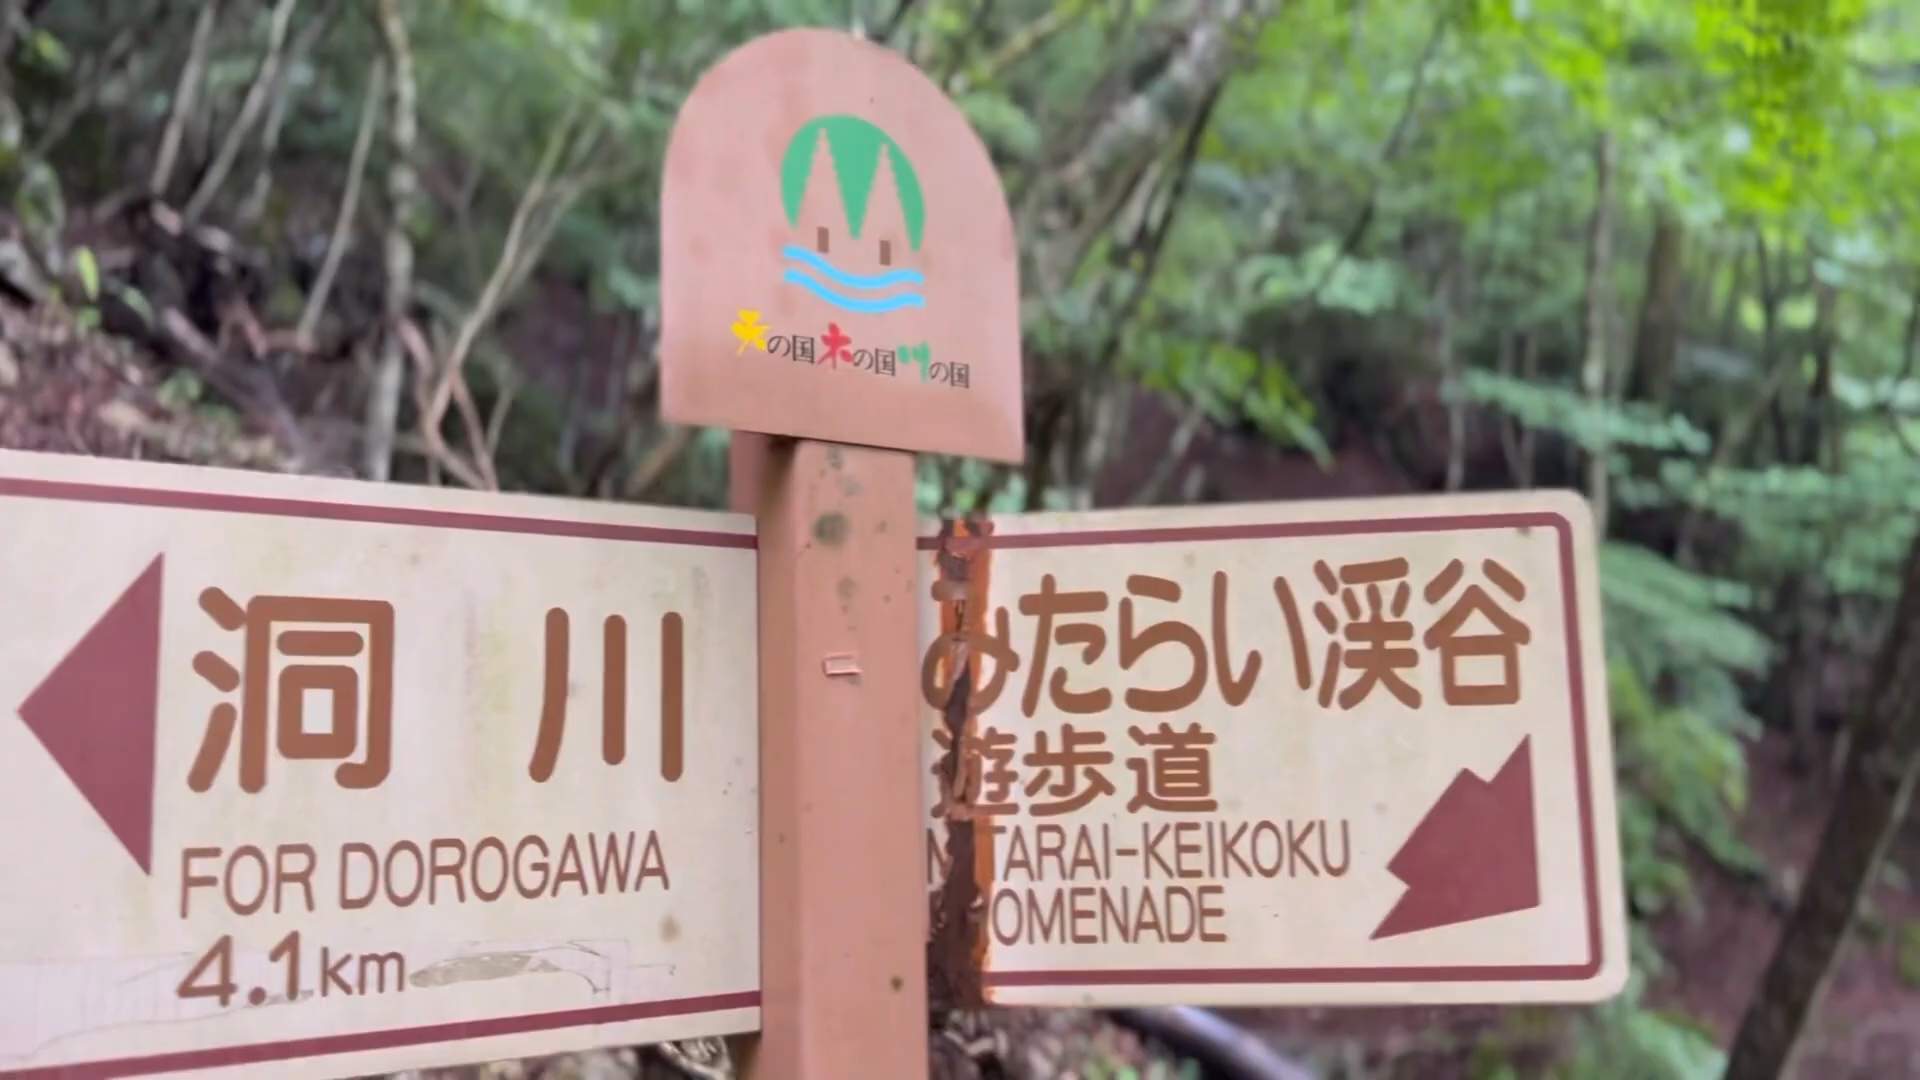 天の国木の国川の国
洞川
FOR DOROGAWA
4.1km
みたらい渓谷
遊歩道
TARAI-KEIKOKU
OMENADE